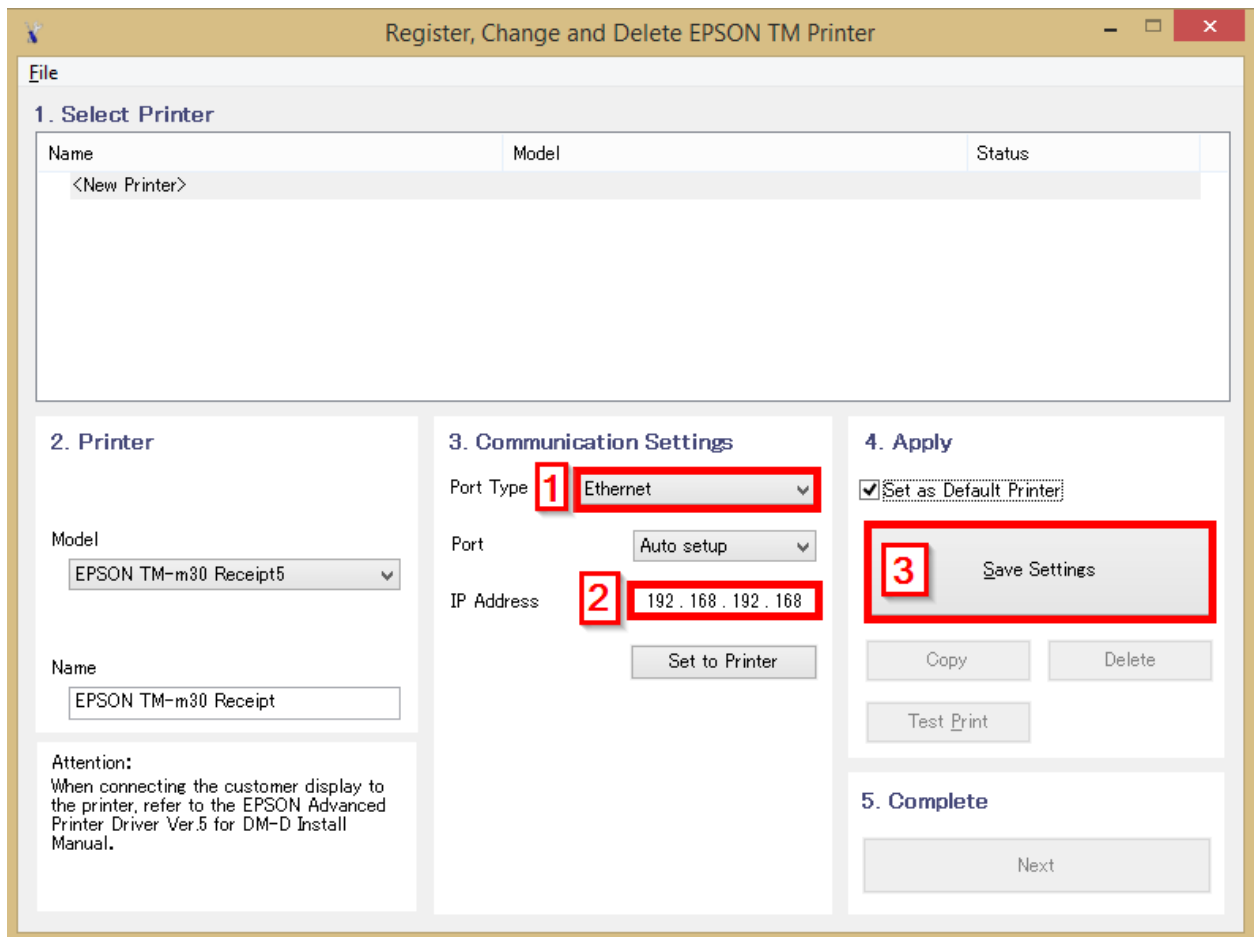 Register, Change and Delete EPSON TM Printer
File
1. Select Printer
Name Model Status
<New Printer>
2. Printer
Model
EPSON TM-m30 Receipt5
Name
EPSON TM-m30 Receipt
Attention:
When connecting the customer display to
the printer, refer to the EPSON Advanced
Printer Driver Ver.5 for DM-D Install
Manual.
3. Communication Settings
Port Type 1 Ethernet
Port Auto setup
IP Address 2 192 . 168 . 192 . 168
Set to Printer
4. Apply
Set as Default Printer
3 Save Settings
Copy Delete
Test Print
5. Complete
Next